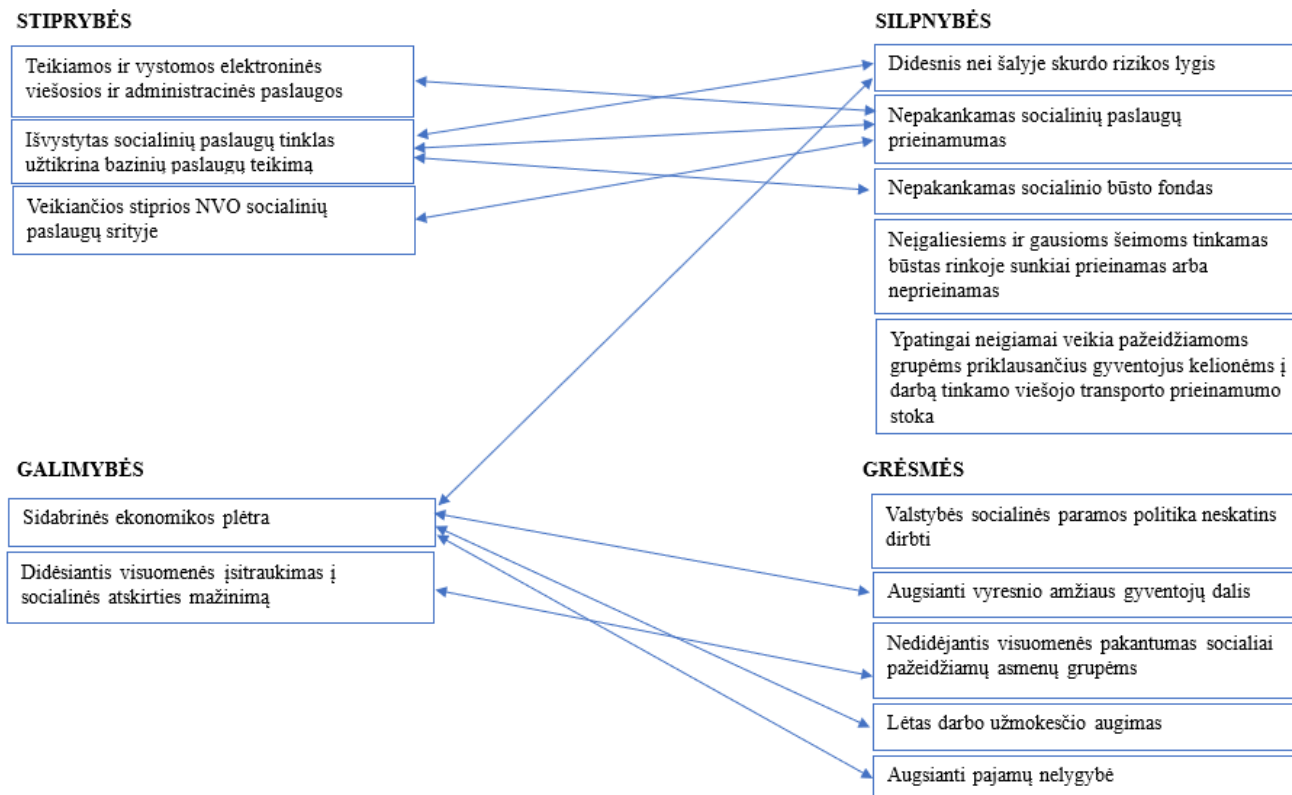 STIPRYBĖS
Teikiamos ir vystomos elektroninės
viešosios ir administracinės paslaugos
Išvystytas socialinių paslaugų tinklas
užtikrina bazinių paslaugų teikimą
Veikiančios stiprios NVO socialinių
paslaugų srityje
SILPNYBĖS
Didesnis nei šalyje skurdo rizikos lygis
Nepakankamas socialinių paslaugų
prieinamumas
Nepakankamas socialinio būsto fondas
Neįgaliesiems ir gausioms šeimoms tinkamas
būstas rinkoje sunkiai prieinamas arba
neprieinamas
Ypatingai neigiamai veikia pažeidžiamoms
grupėms priklausančius gyventojus kelionėms į
darbą tinkamo viešojo transporto prieinamumo
stoka
GALIMYBĖS
Sidabrinės ekonomikos plėtra
Didėsiantis visuomenės įsitraukimas į
socialinės atskirties mažinimą
GRĖSMĖS
Valstybės socialinės paramos politika neskatins
dirbti
Augsianti vyresnio amžiaus gyventojų dalis
Nedidėjantis visuomenės pakantumas socialiai
pažeidžiamų asmenų grupėms
Lėtas darbo užmokesčio augimas
Augsianti pajamų nelygybė